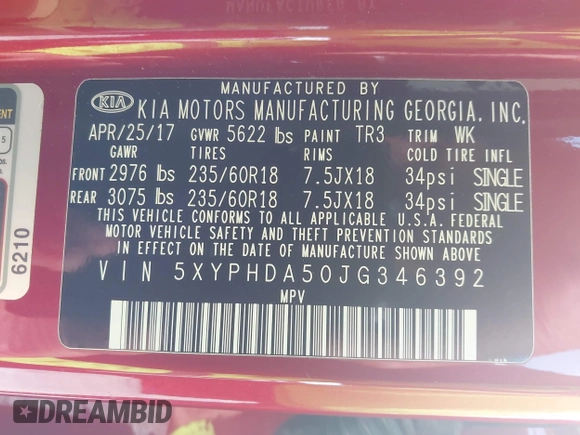 MANUFACTURED BY
KIA KIA MOTORS MANUFACTURING GEORGIA, INC.
APR/25/17 GVWR 5622 lbs PAINT TR3 TRIM WK
GAWR TIRES RIMS COLD TIRE INFL
FRONT 2976 lbs 235/60R18 7.5JX18 34psi SINGLE
REAR 3075 lbs 235/60R18 7.5JX18 34psi SINGLE
THIS VEHICLE CONFORMS TO ALL APPLICABLE U.S.A. FEDERAL
MOTOR VEHICLE SAFETY AND THEFT PREVENTION STANDARDS
IN EFFECT ON THE DATE OF MANUFACTURE SHOWN ABOVE.
VIN 5XYPHDA50JG346392
MPV
6210
DREAMBID